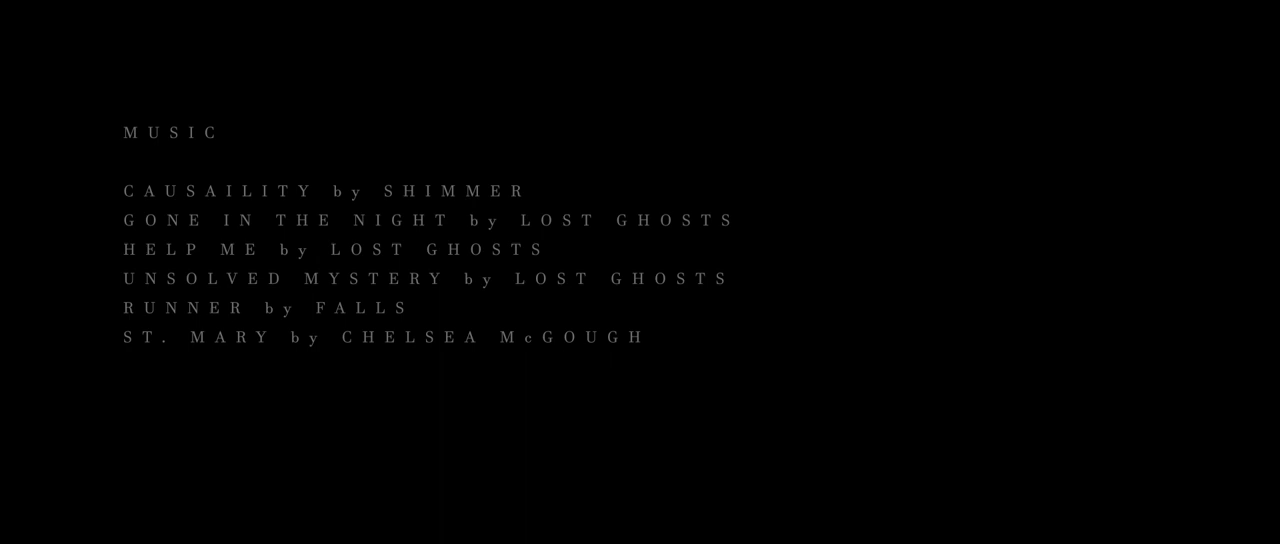 MUSIC
CAUSAILITY by SHIMMER
GONE IN THE NIGHT by LOST GHOSTS
HELP ME by LOST GHOSTS
UNSOLVED MYSTERY by LOST GHOSTS
RUNNER by FALLS
ST. MARY by CHELSEA McGOUGH